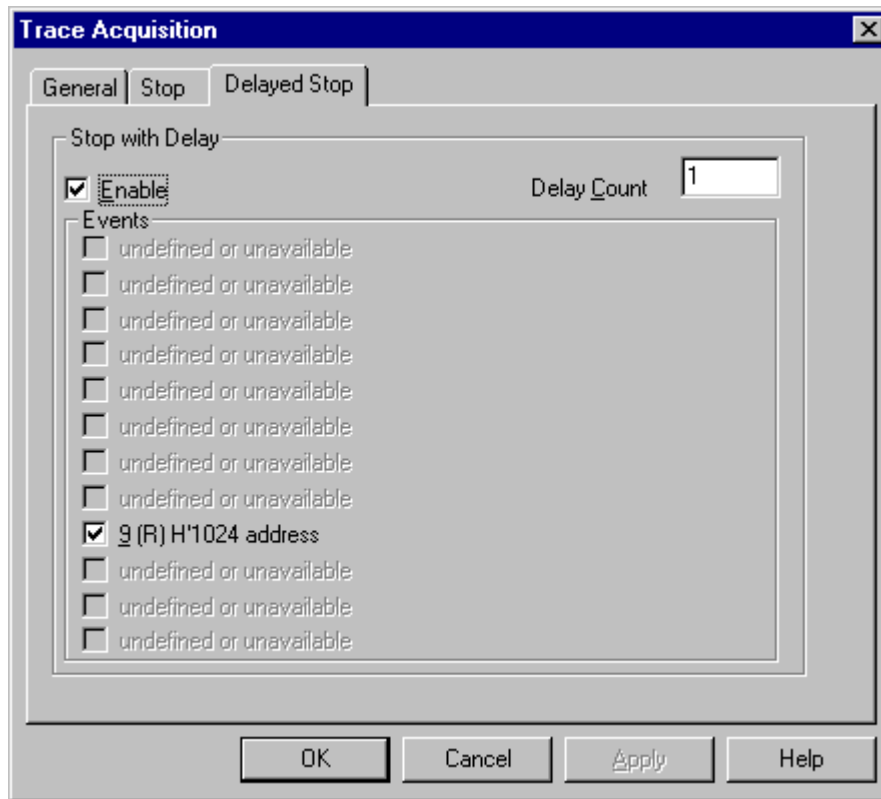 Trace Acquisition
General Stop Delayed Stop
Stop with Delay
Enable Delay Count 1
Events
undefined or unavailable
undefined or unavailable
undefined or unavailable
undefined or unavailable
undefined or unavailable
undefined or unavailable
undefined or unavailable
undefined or unavailable
9 (R) H'1024 address
undefined or unavailable
undefined or unavailable
undefined or unavailable
OK Cancel Apply Help